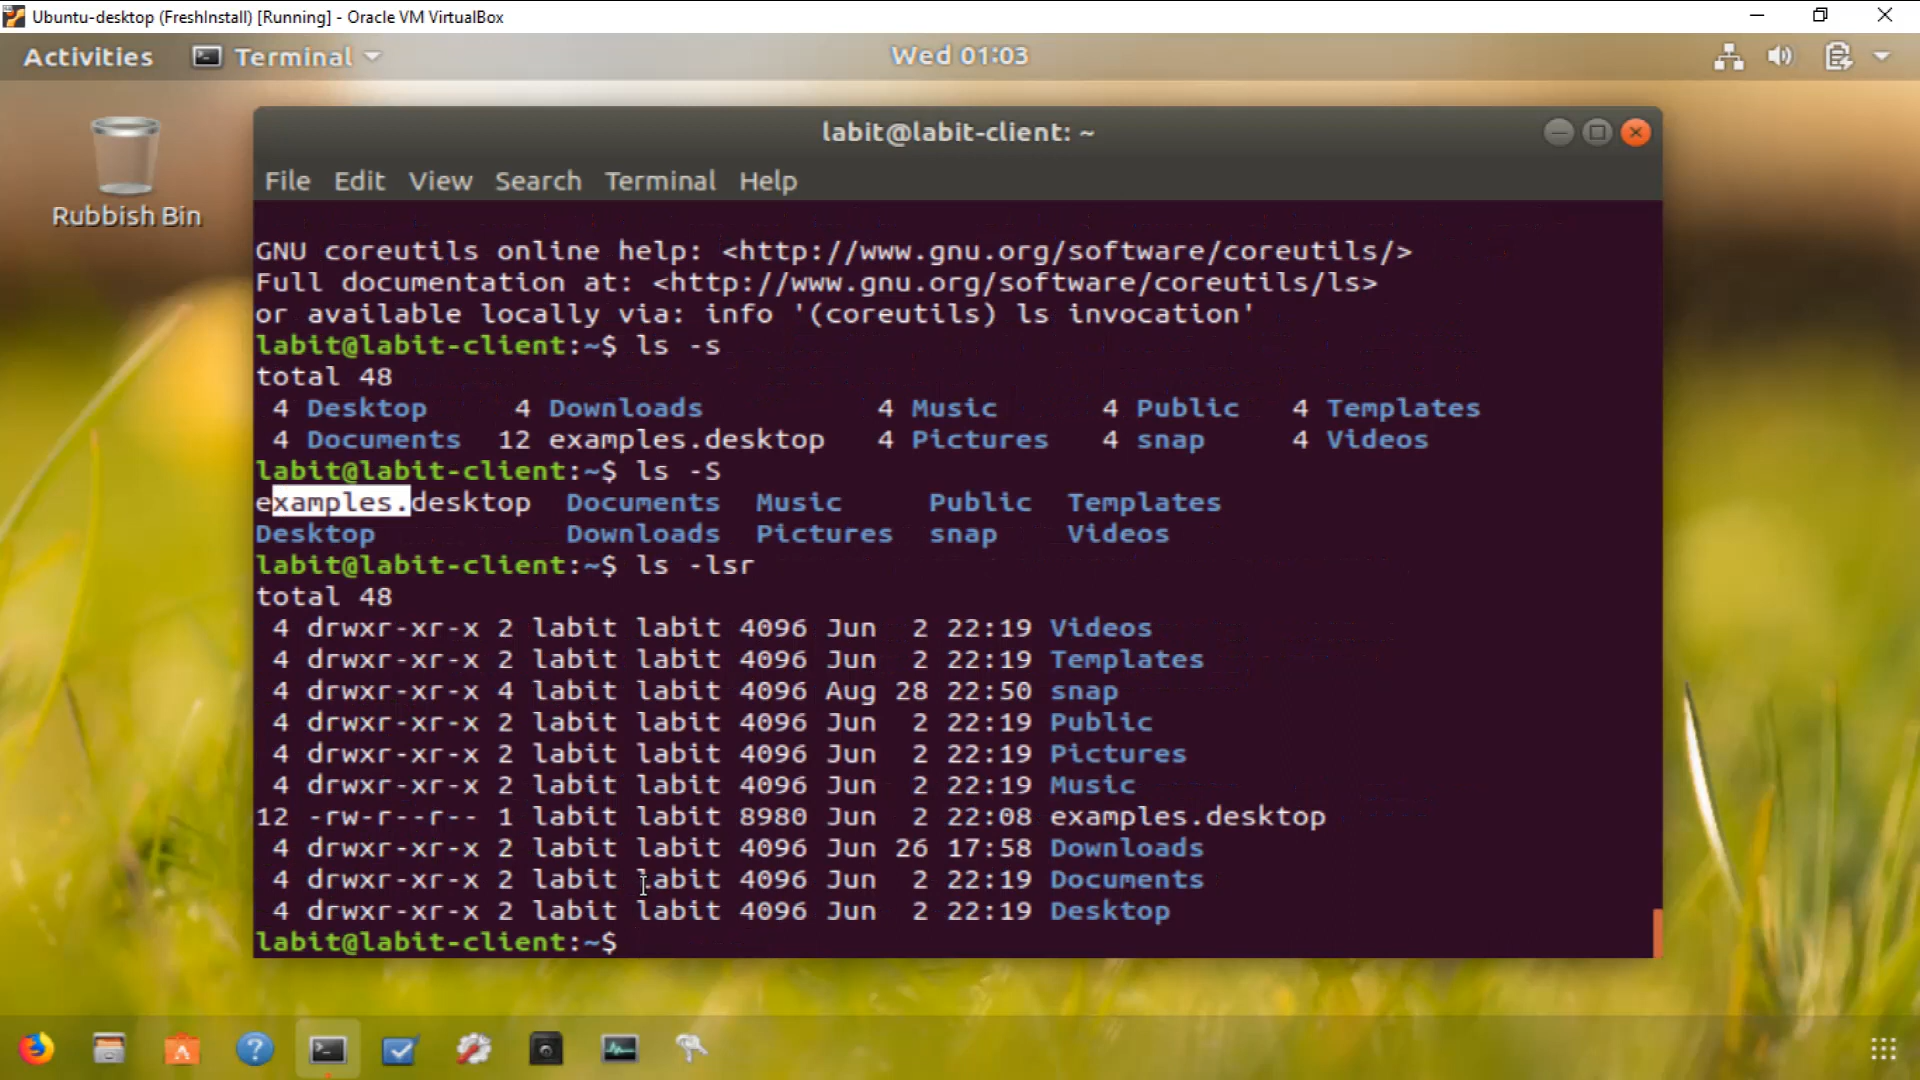 Ubuntu-desktop (FreshInstall) [Running] - Oracle VM VirtualBox
Activities Terminal Wed 01:03
Rubbish Bin
labit@labit-client: ~
File Edit View Search Terminal Help
GNU coreutils online help: <http://www.gnu.org/software/coreutils/>
Full documentation at: <http://www.gnu.org/software/coreutils/ls>
or available locally via: info '(coreutils) ls invocation'
labit@labit-client:~$ ls -s
total 48
4 Desktop 4 Downloads 4 Music 4 Public 4 Templates
4 Documents 12 examples.desktop 4 Pictures 4 snap 4 Videos
labit@labit-client:~$ ls -S
examples.desktop Documents Music Public Templates
Desktop Downloads Pictures snap Videos
labit@labit-client:~$ ls -lsr
total 48
4 drwxr-xr-x 2 labit labit 4096 Jun 2 22:19 Videos
4 drwxr-xr-x 2 labit labit 4096 Jun 2 22:19 Templates
4 drwxr-xr-x 4 labit labit 4096 Aug 28 22:50 snap
4 drwxr-xr-x 2 labit labit 4096 Jun 2 22:19 Public
4 drwxr-xr-x 2 labit labit 4096 Jun 2 22:19 Pictures
4 drwxr-xr-x 2 labit labit 4096 Jun 2 22:19 Music
12 -rw-r--r-- 1 labit labit 8980 Jun 2 22:08 examples.desktop
4 drwxr-xr-x 2 labit labit 4096 Jun 26 17:58 Downloads
4 drwxr-xr-x 2 labit labit 4096 Jun 2 22:19 Documents
4 drwxr-xr-x 2 labit labit 4096 Jun 2 22:19 Desktop
labit@labit-client:~$